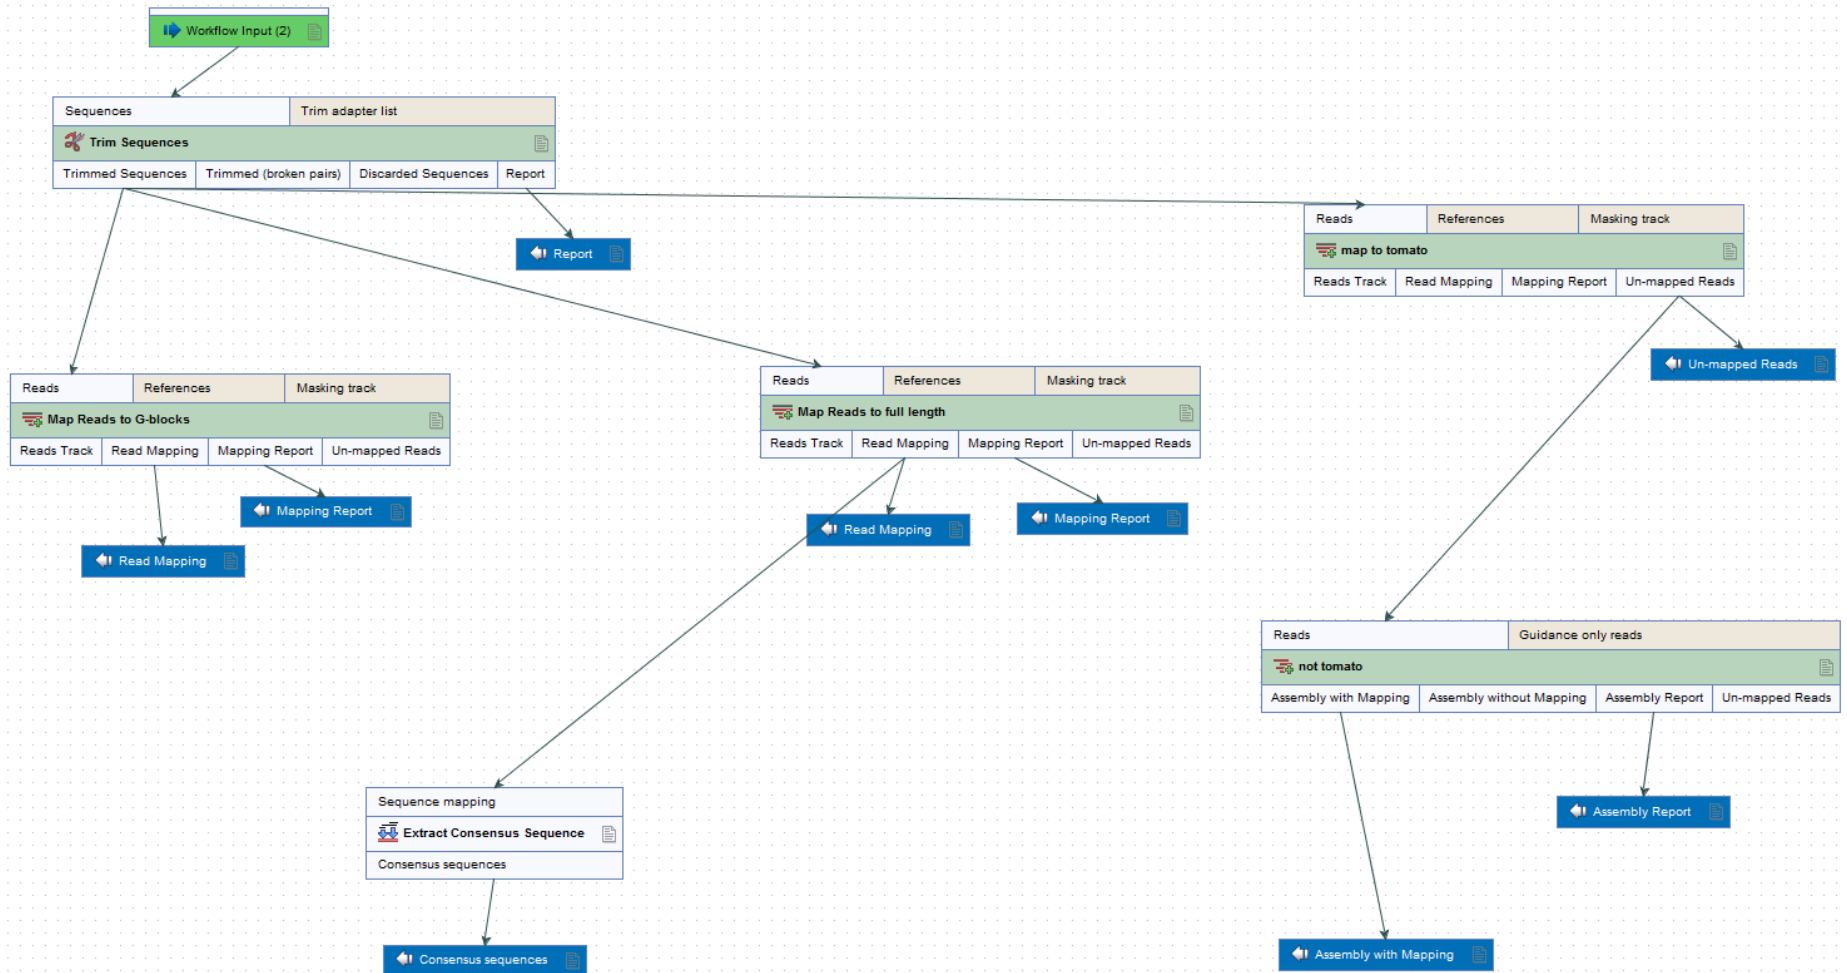 Workflow Input (2)
Sequences Trim adapter list
Trim Sequences
Trimmed Sequences Trimmed (broken pairs) Discarded Sequences Report
Report
Reads References Masking track
map to tomato
Reads Track Read Mapping Mapping Report Un-mapped Reads
Un-mapped Reads
Reads References Masking track
Map Reads to G-blocks
Reads Track Read Mapping Mapping Report Un-mapped Reads
Mapping Report
Read Mapping
Reads References Masking track
Map Reads to full length
Reads Track Read Mapping Mapping Report Un-mapped Reads
Read Mapping
Mapping Report
Reads Guidance only reads
not tomato
Assembly with Mapping Assembly without Mapping Assembly Report Un-mapped Reads
Assembly Report
Assembly with Mapping
Sequence mapping
Extract Consensus Sequence
Consensus sequences
Consensus sequences